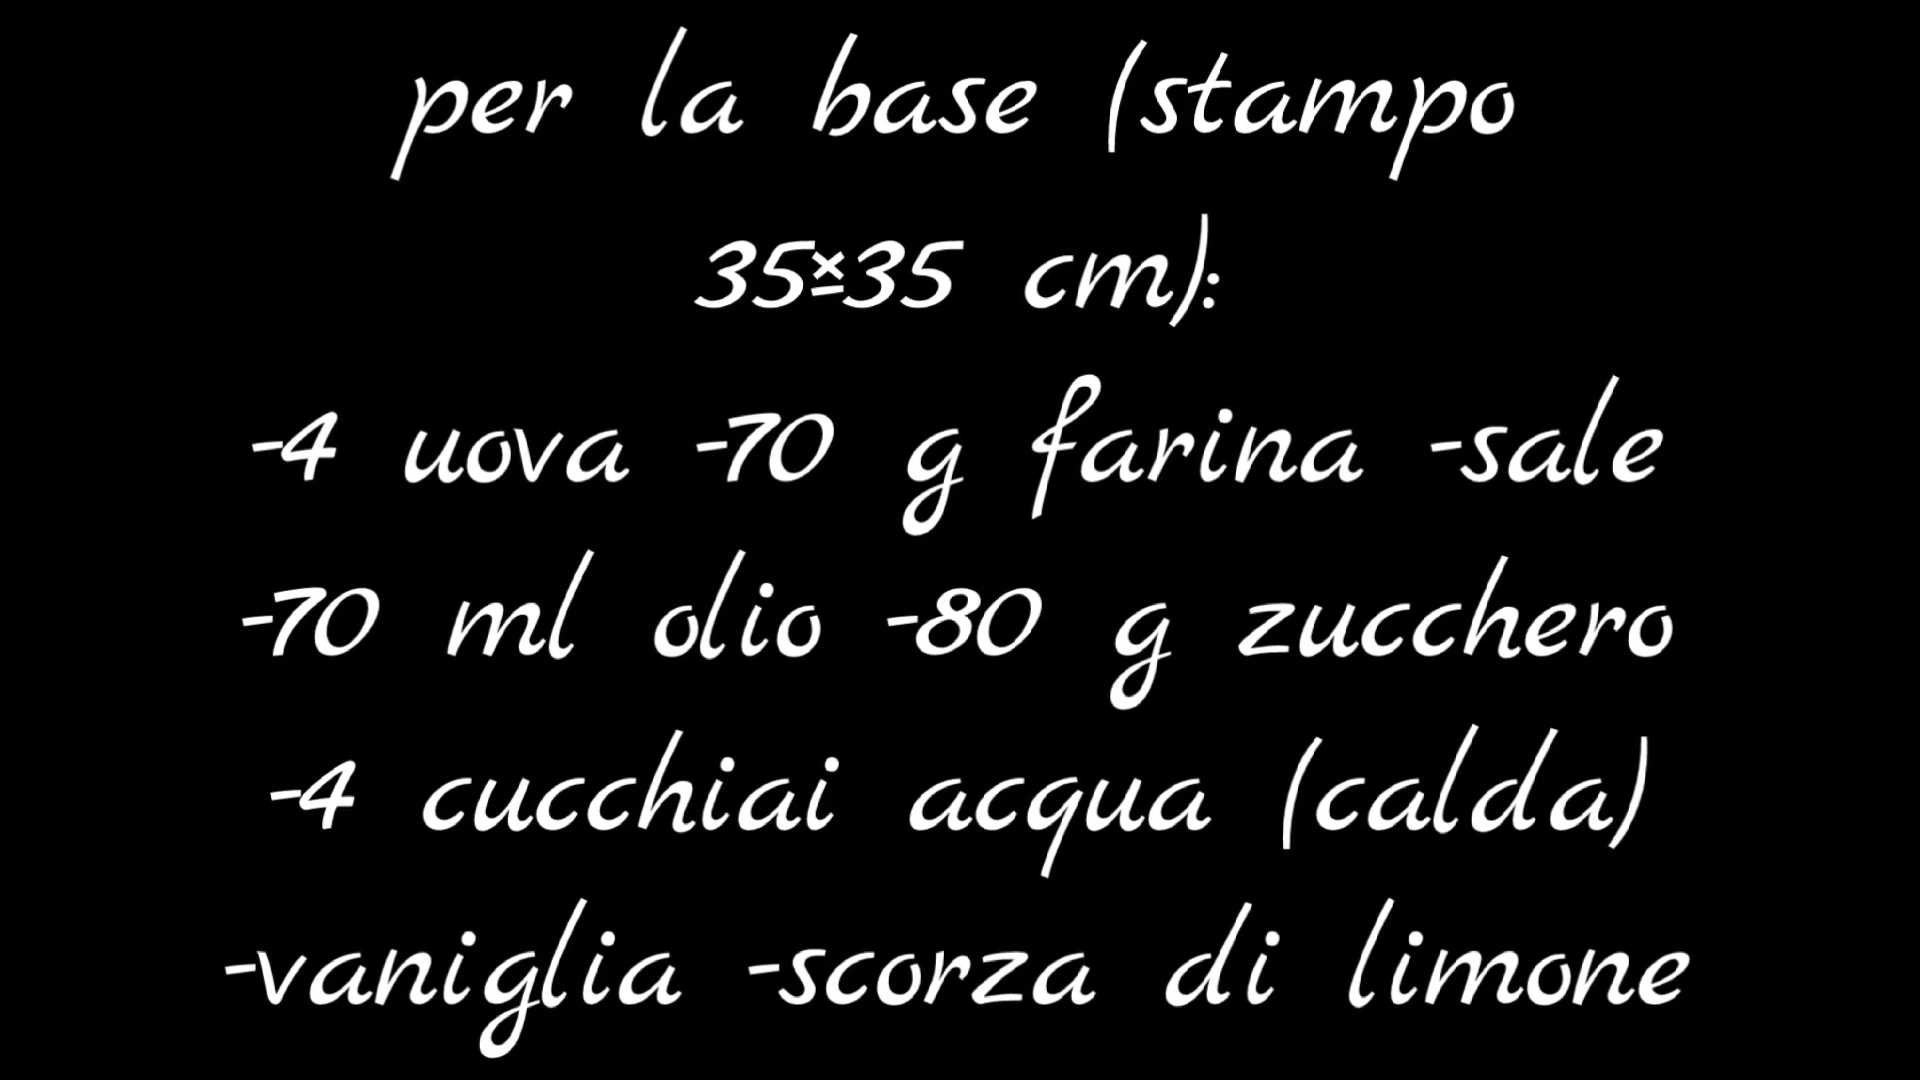 per la base (stampo
35×35 cm):
-4 uova -70 g farina -sale
-70 ml olio -80 g zucchero
-4 cucchiai acqua (calda)
-vaniglia -scorza di limone